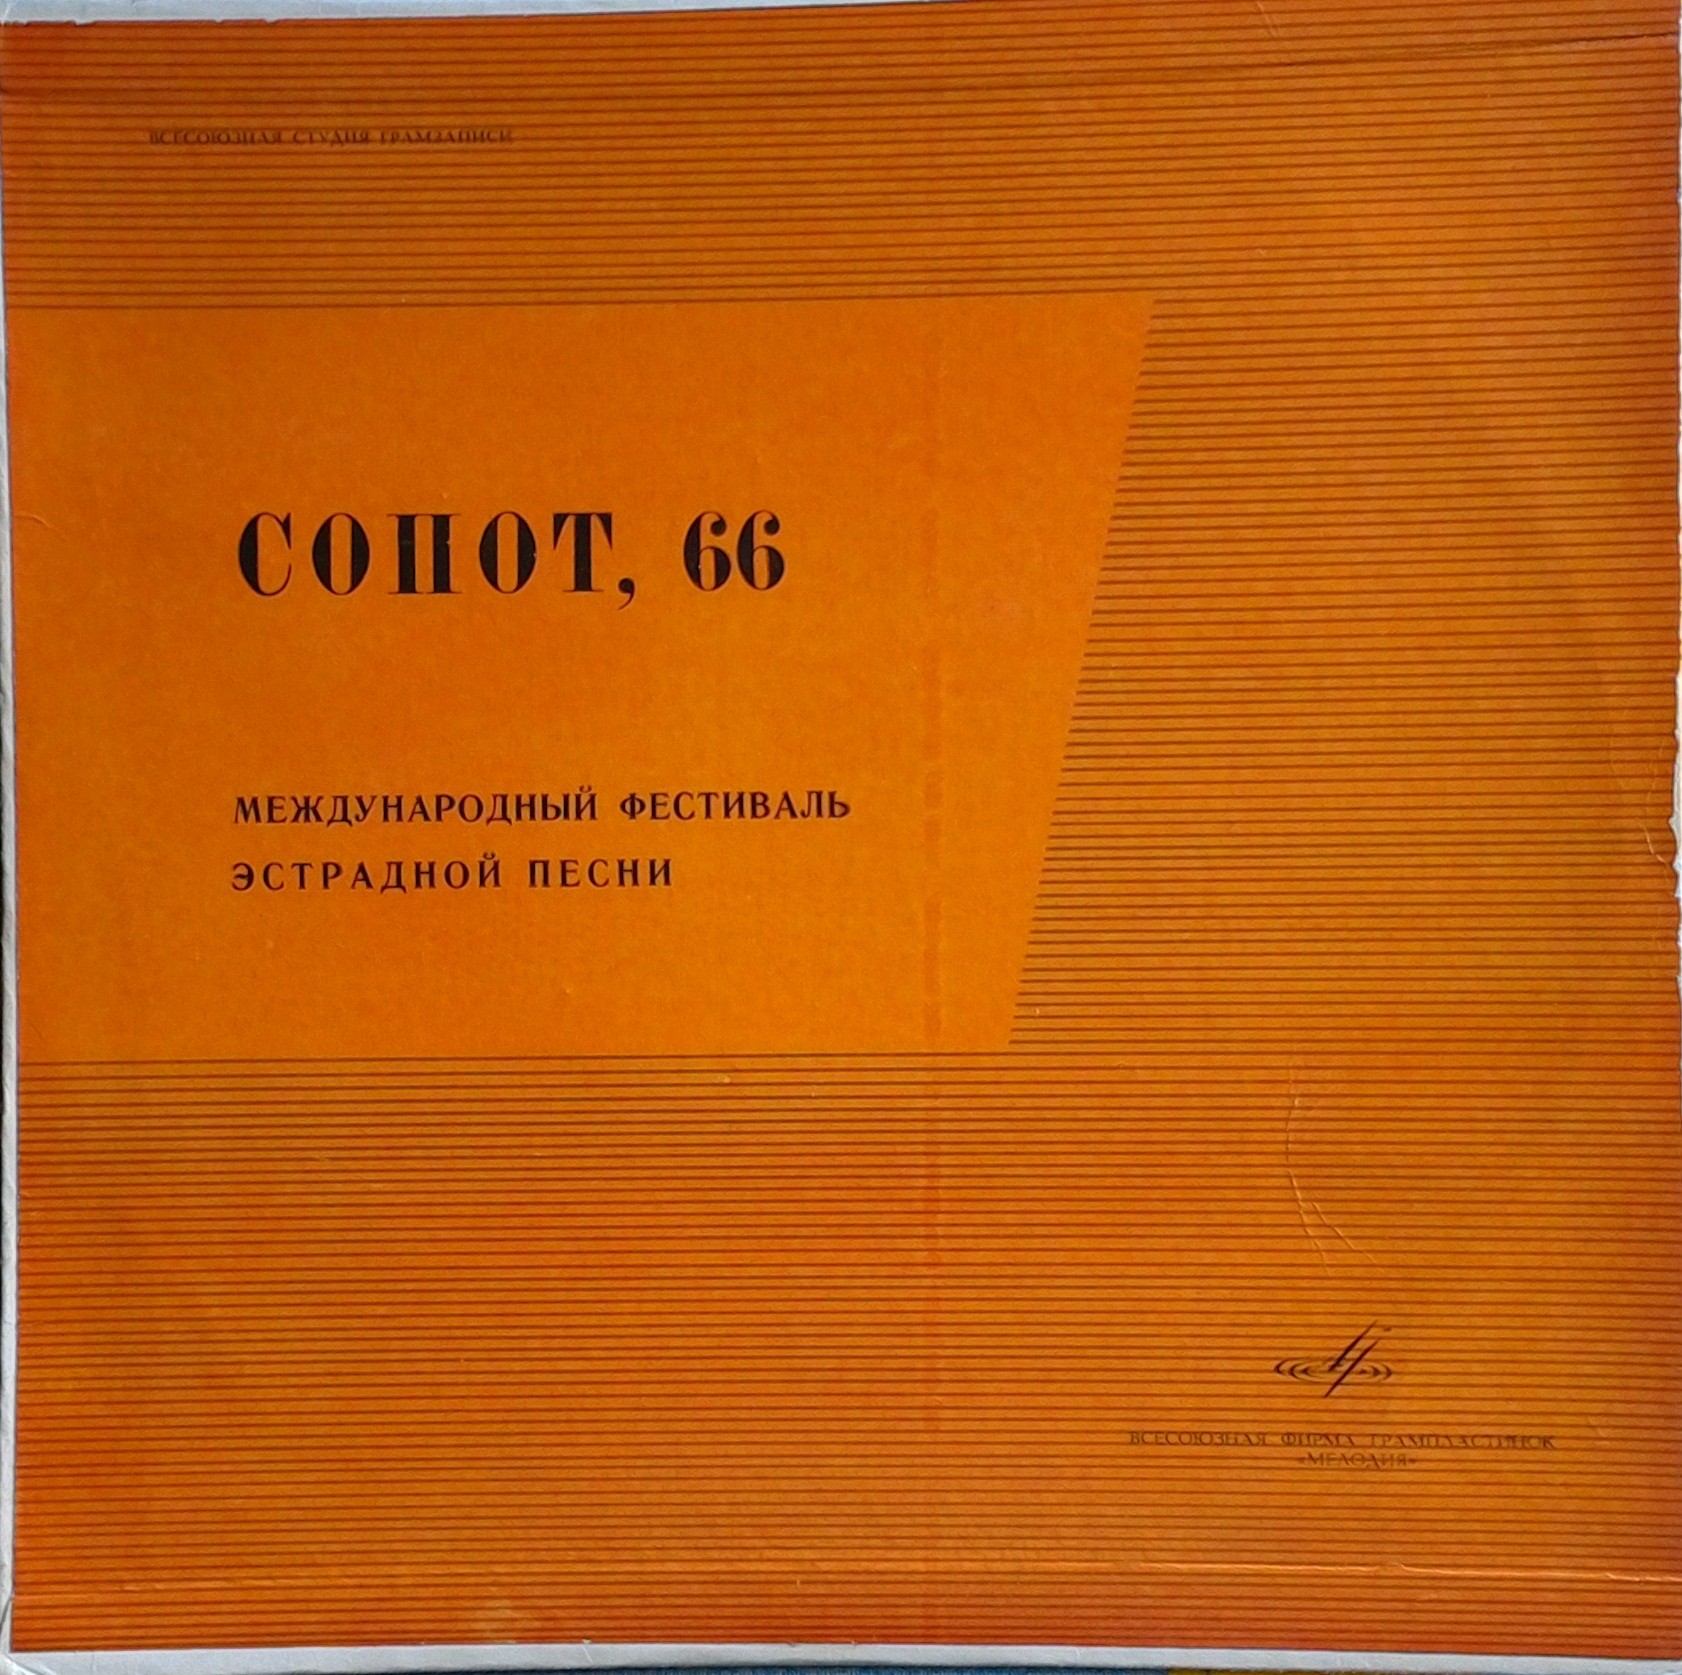 ВСЕСОЮЗНАЯ СТУДИЯ ГРАМЗАПИСИ
СОПОТ, 66
МЕЖДУНАРОДНЫЙ ФЕСТИВАЛЬ
ЭСТРАДНОЙ ПЕСНИ
ВСЕСОЮЗНАЯ ФИРМА ГРАМПЛАСТИНОК
«МЕЛОДИЯ»